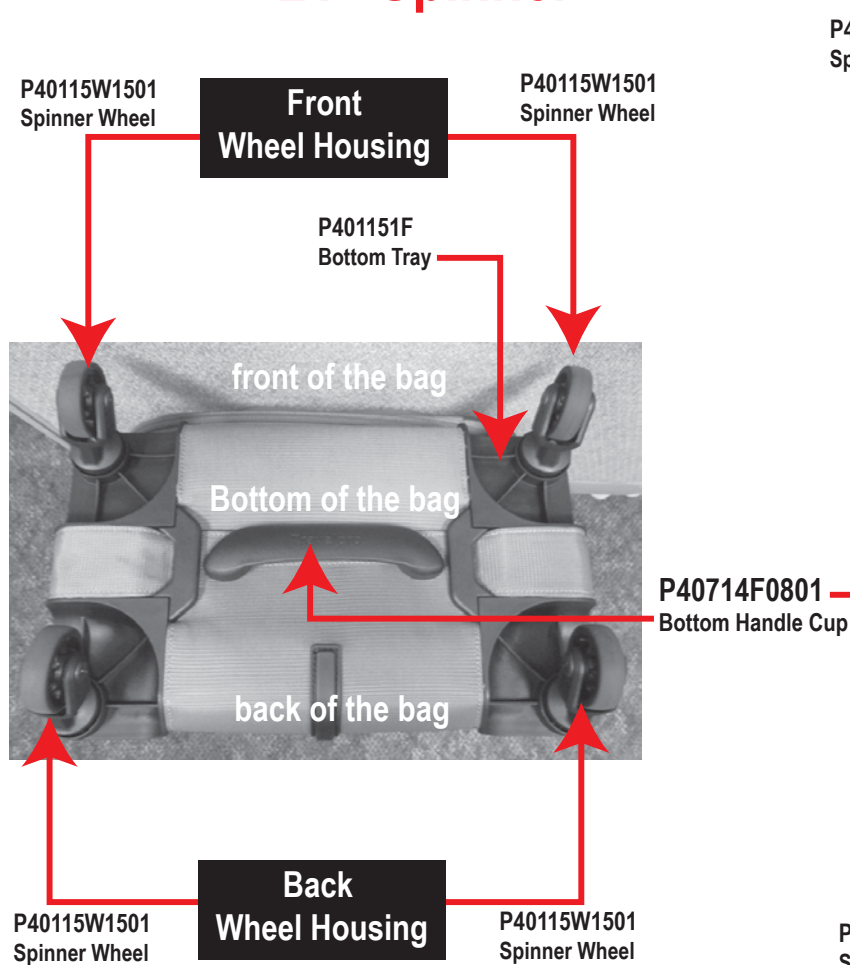 P40115W1501
Spinner Wheel
Front
Wheel Housing
P40115W1501
Spinner Wheel
P401151F
Bottom Tray
front of the bag
Bottom of the bag
P40714F0801
Bottom Handle Cup
back of the bag
Back
Wheel Housing
P40115W1501
Spinner Wheel
P40115W1501
Spinner Wheel